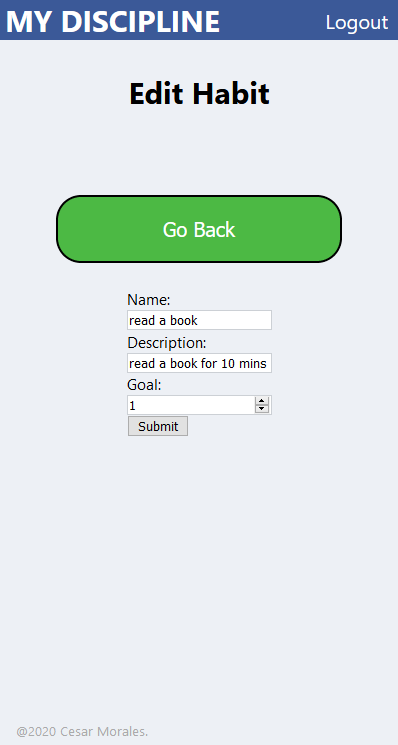 MY DISCIPLINE Logout
Edit Habit
Go Back
Name:
read a book
Description:
read a book for 10 mins
Goal:
1
Submit
@2020 Cesar Morales.